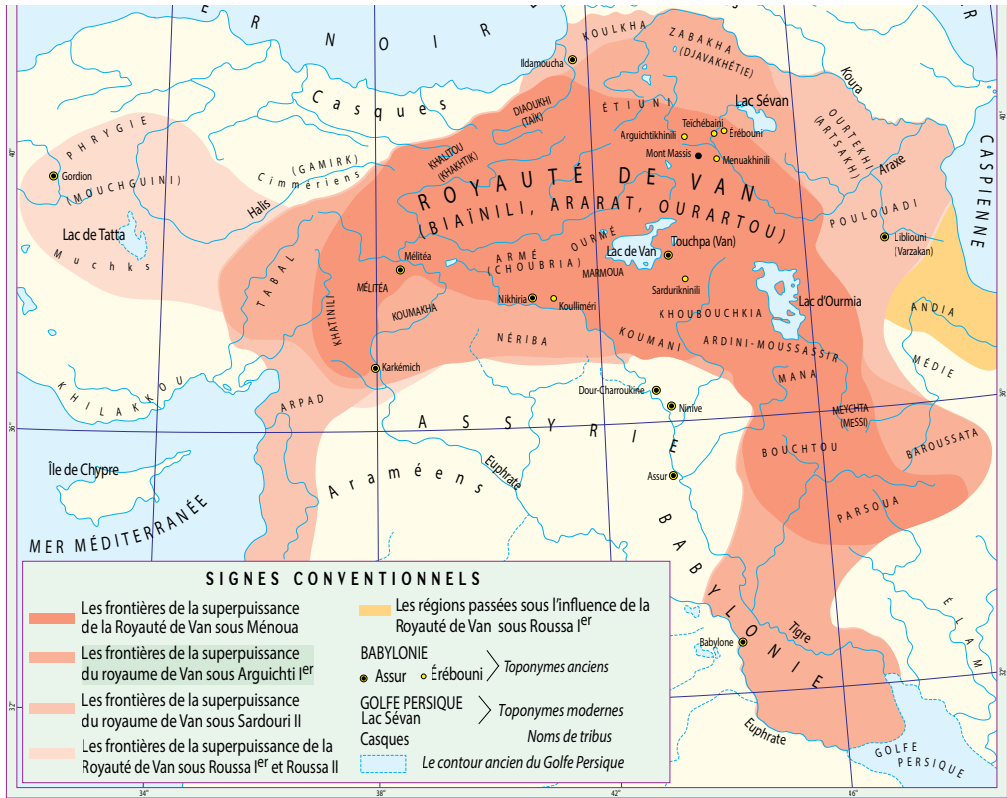 MER NOIRE
KOULKHA
ZABAKHA
(DJAVAKHÉTIE)
Ildamoucha
Koura
Casques
DIAOUKHI
(TAÏK)
ÉTIUNI
Lac Sévan
Teïchébaini
Érébouni
Arguichtikhinili
Mont Massis
Menuakhinili
OURTEKHI
(ARTSAKH)
Araxe
CASPIENNE
PHRYGIE
Gordion
(MOUCHGUINI)
(GAMIRK)
Cimmériens
Halis
KHALITOU
(KHAKHTIK)
ROYAUTÉ DE VAN
(BIAÏNILI, ARARAT, OURARTOU)
POULOUADI
Libliouni
(Varzakan)
Lac de Tatta
Muchks
TABAL
Mélitéa
MÉLITÉA
ARMÉ
(CHOUBRIA)
OURMÉ
Lac de Van
Touchpa (Van)
MARMOUA
Sardurikninili
Lac d'Ourmia
KHATINILI
KOUMAKHA
Nikhiria
Koulliméri
KHOUBOUCHKIA
ANDIA
NÉRIBA
KOUMANI
ARDINI-MOUSSASSIR
MÉDIE
Karkémich
MANA
KHILAKKOU
ARPAD
Dour-Charroukine
Ninive
MEYCHTA
(MESSI)
ASSYRIE
BOUCHTOU
BAROUSSATA
Île de Chypre
Araméens
Euphrate
Assur
PARSOUA
MER MÉDITERRANÉE
BABYLONIE
ÉLAM
Babylone
Tigre
Euphrate
GOLFE
PERSIQUE
SIGNES CONVENTIONNELS
Les frontières de la superpuissance
de la Royauté de Van sous Ménoua
Les frontières de la superpuissance
du royaume de Van sous Arguichti Ier
Les frontières de la superpuissance
du royaume de Van sous Sardouri II
Les frontières de la superpuissance de la
Royauté de Van sous Roussa Ier et Roussa II
Les régions passées sous l'influence de la
Royauté de Van sous Roussa Ier
BABYLONIE
Assur Érébouni Toponymes anciens
GOLFE PERSIQUE
Lac Sévan Toponymes modernes
Casques Noms de tribus
Le contour ancien du Golfe Persique
40°
40°
36°
36°
32°
32°
34°
38°
42°
46°